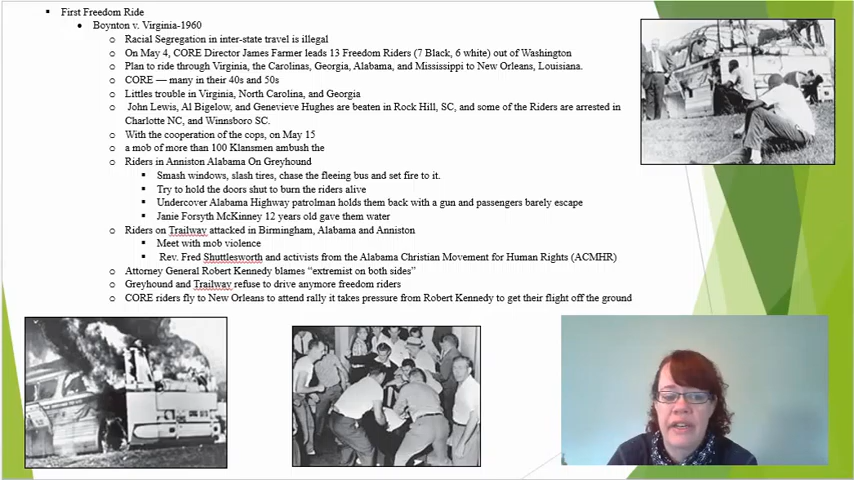 First Freedom Ride
Boynton v. Virginia-1960
Racial Segregation in inter-state travel is illegal
On May 4, CORE Director James Farmer leads 13 Freedom Riders (7 Black, 6 white) out of Washington
Plan to ride through Virginia, the Carolinas, Georgia, Alabama, and Mississippi to New Orleans, Louisiana.
CORE — many in their 40s and 50s
Littles trouble in Virginia, North Carolina, and Georgia
John Lewis, Al Bigelow, and Genevieve Hughes are beaten in Rock Hill, SC, and some of the Riders are arrested in
Charlotte NC, and Winnsboro SC.
With the cooperation of the cops, on May 15
a mob of more than 100 Klansmen ambush the
Riders in Anniston Alabama On Greyhound
Smash windows, slash tires, chase the fleeing bus and set fire to it.
Try to hold the doors shut to burn the riders alive
Undercover Alabama Highway patrolman holds them back with a gun and passengers barely escape
Janie Forsyth McKinney 12 years old gave them water
Riders on Trailway attacked in Birmingham, Alabama and Anniston
Meet with mob violence
Rev. Fred Shuttlesworth and activists from the Alabama Christian Movement for Human Rights (ACMHR)
Attorney General Robert Kennedy blames “extremist on both sides”
Greyhound and Trailway refuse to drive anymore freedom riders
CORE riders fly to New Orleans to attend rally it takes pressure from Robert Kennedy to get their flight off the ground